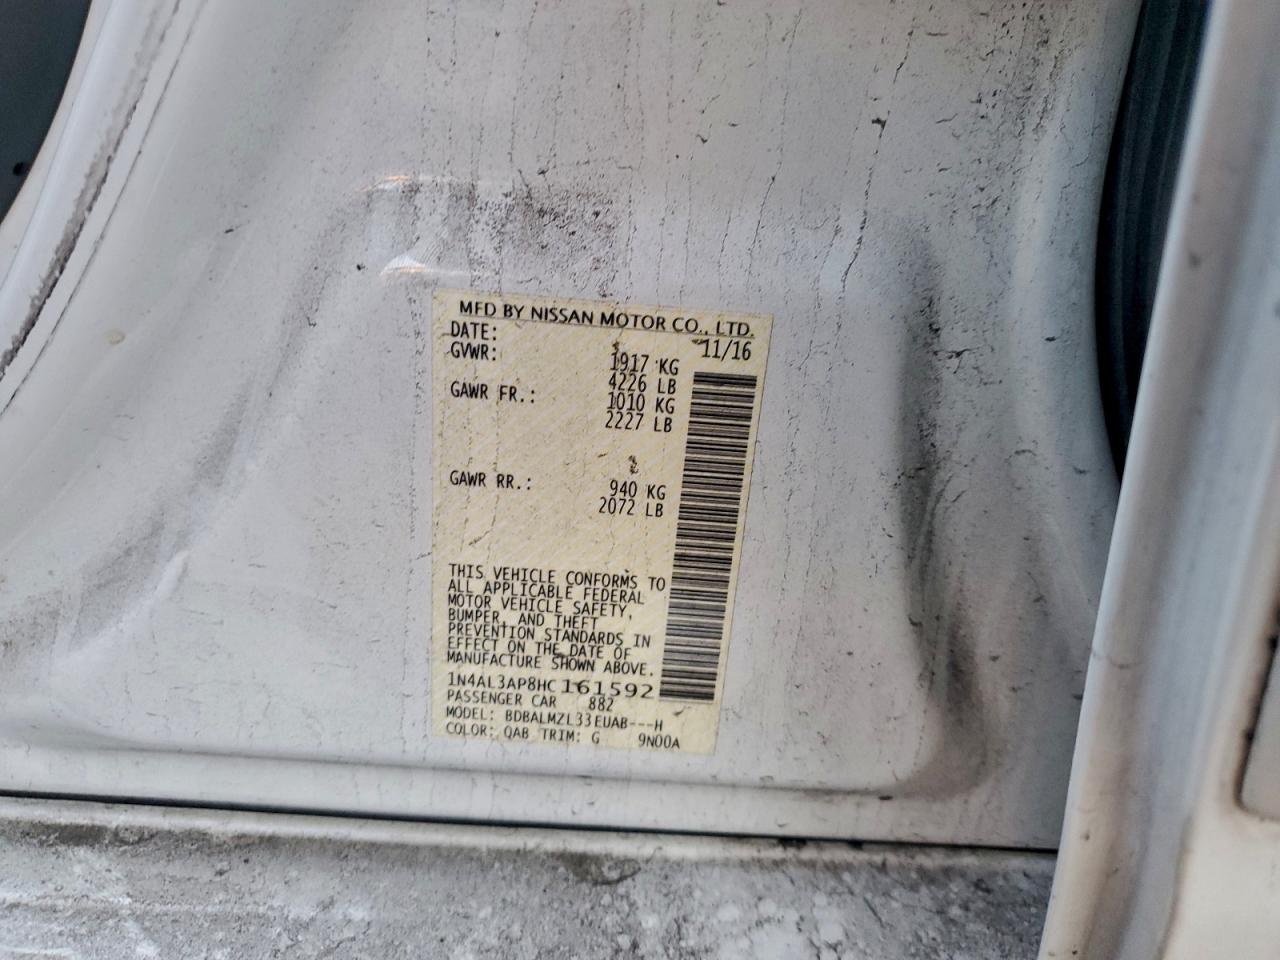 MFD BY NISSAN MOTOR CO., LTD.
DATE: 11/16
GVWR: 1917 KG
4226 LB
GAWR FR.: 1010 KG
2227 LB
GAWR RR.: 940 KG
2072 LB
THIS VEHICLE CONFORMS TO
ALL APPLICABLE FEDERAL
MOTOR VEHICLE SAFETY,
BUMPER, AND THEFT
PREVENTION STANDARDS IN
EFFECT ON THE DATE OF
MANUFACTURE SHOWN ABOVE.
1N4AL3AP8HC161592
PASSENGER CAR 882
MODEL: BDBALMZL33EUAB---H
COLOR: QAB TRIM: G 9N00A